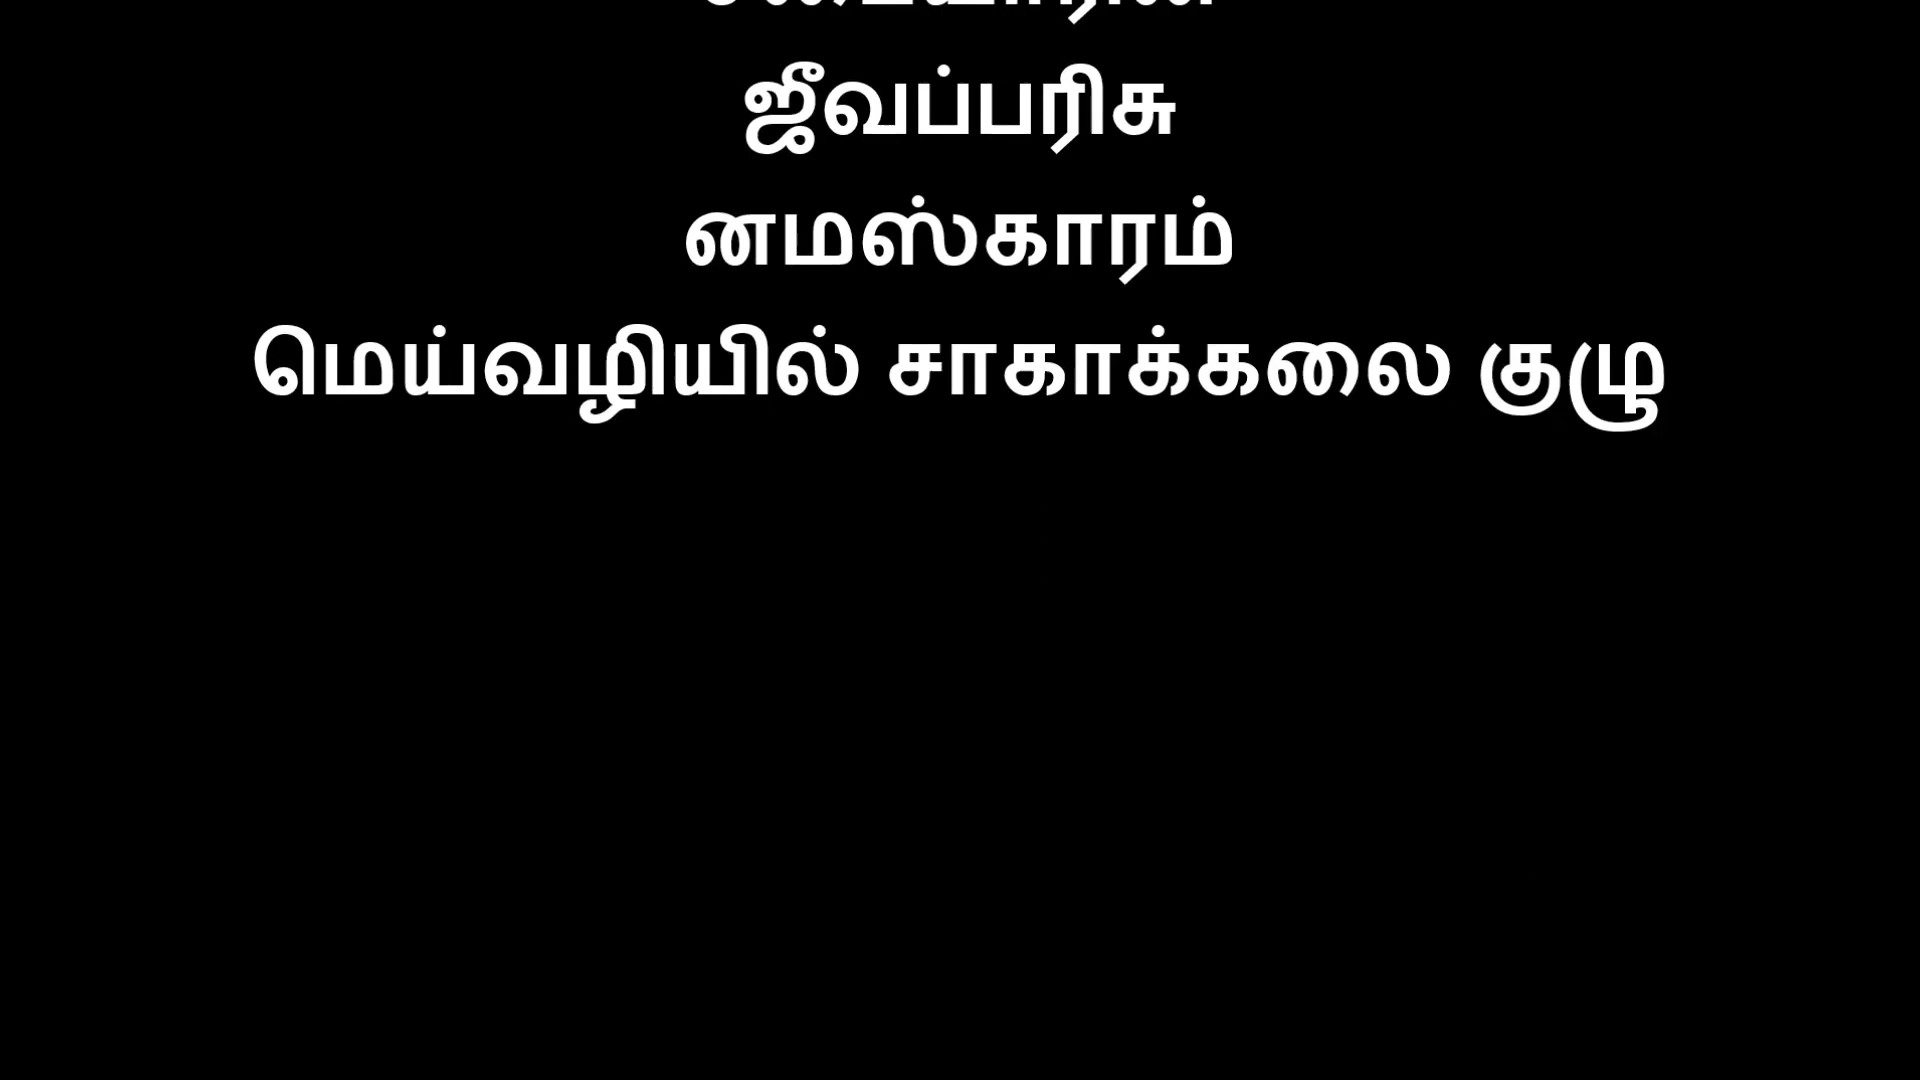 ஜீவப்பரிசு
னமஸ்காரம்
மெய்வழியில் சாகாக்கலை குழு